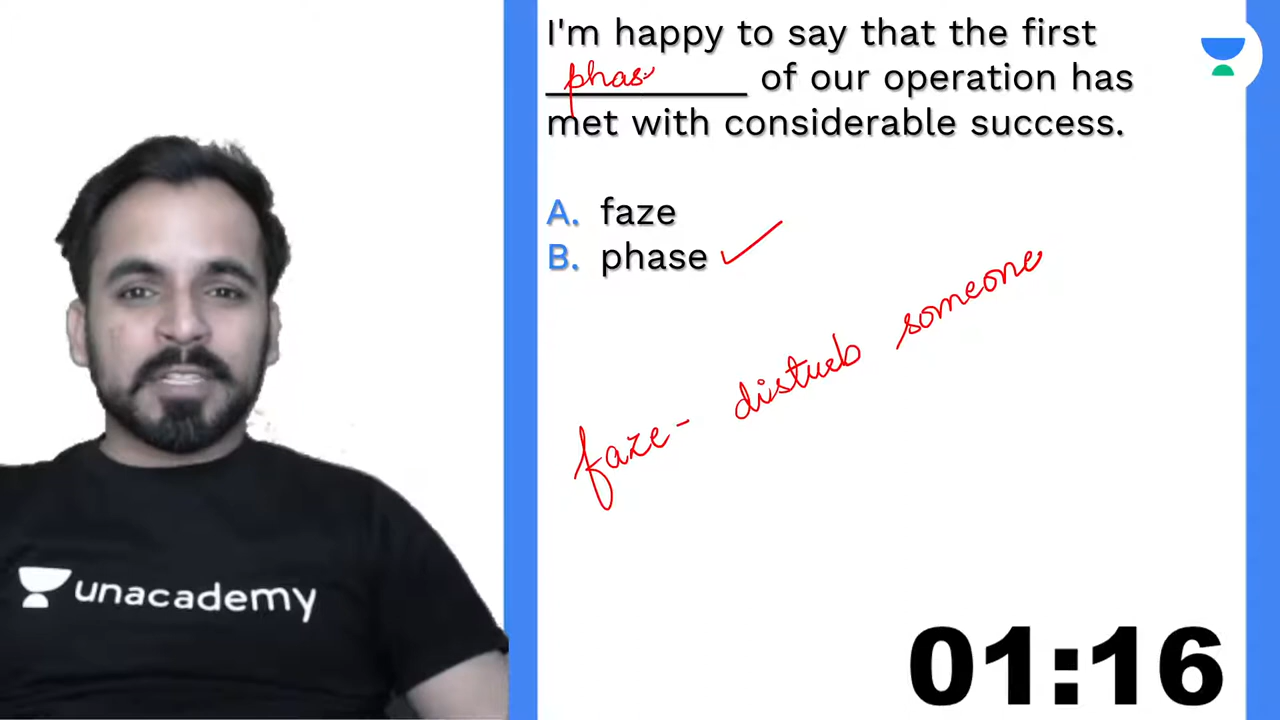 I'm happy to say that the first
phas of our operation has
met with considerable success.
A. faze
B. phase
faze - disturb someone
unacademy
01:16